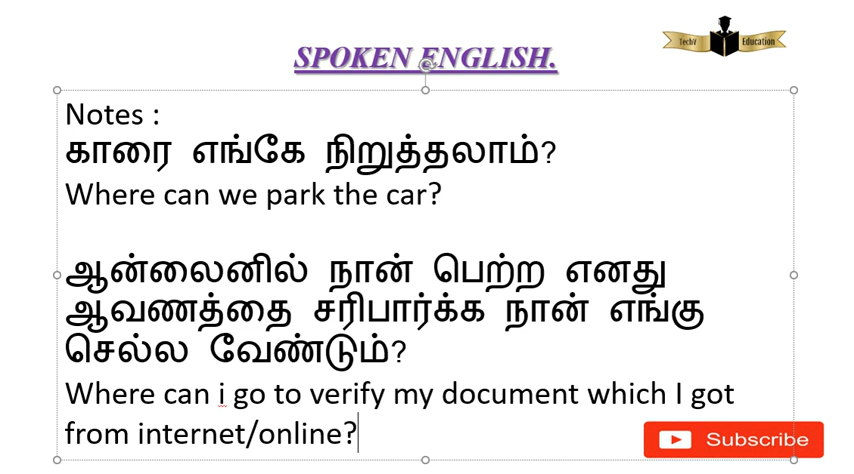 SPOKEN ENGLISH.
TechV Education
Notes :
காரை எங்கே நிறுத்தலாம்?
Where can we park the car?
ஆன்லைனில் நான் பெற்ற எனது
ஆவணத்தை சரிபார்க்க நான் எங்கு
செல்ல வேண்டும்?
Where can i go to verify my document which I got
from internet/online?
Subscribe